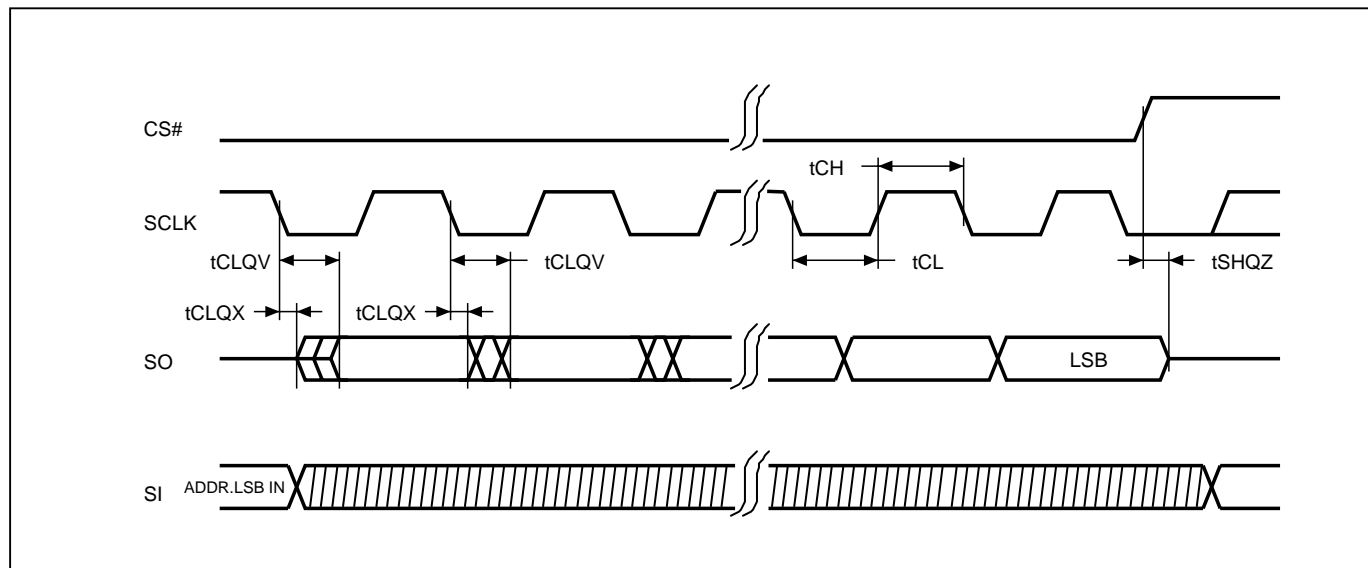 CS#
tCH
SCLK
tCLQV
tCLQV
tCL
tSHQZ
tCLQX
tCLQX
SO
LSB
SI
ADDR.LSB IN